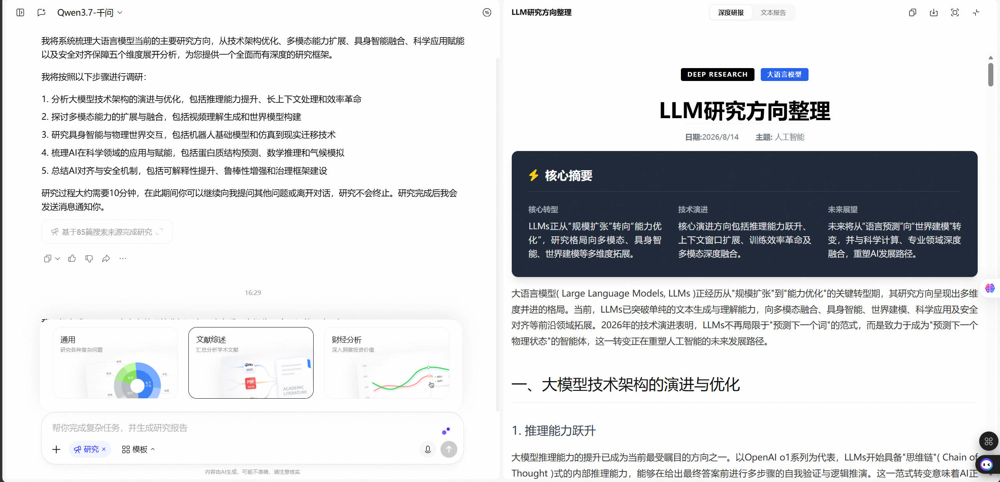 Qwen3.7-千问
我将系统梳理大语言模型当前的主要研究方向，从技术架构优化、多模态能力扩展、具身智能融合、科学应用赋能
以及安全对齐保障五个维度展开分析，为您提供一个全面而有深度的研究框架。
我将按照以下步骤进行调研：
1. 分析大模型技术架构的演进与优化，包括推理能力提升、长上下文处理和效率革命
2. 探讨多模态能力的扩展与融合，包括视频理解生成和世界模型构建
3. 研究具身智能与物理世界交互，包括机器人基础模型和仿真到现实迁移技术
4. 梳理AI在科学领域的应用与赋能，包括蛋白质结构预测、数学推理和气候模拟
5. 总结AI对齐与安全机制，包括可解释性提升、鲁棒性增强和治理框架建设
研究过程大约需要10分钟，在此期间你可以继续向我提问其他问题或离开对话，研究不会终止。研究完成后我会
发送消息通知你。
基于85篇搜索来源完成研究
16:29
通用
研究各种复杂问题
家居
电子
产品
手机
文献综述
汇总分析学术文献
2025
PDF
2018
ACADEMIC
LITERATURE
财经分析
深入洞察投资价值
800
600
400
200
帮你完成复杂任务，并生成研究报告
研究 ×
模板
内容由AI生成，可能不准确，请注意核实
LLM研究方向整理
深度研报
文本报告
DEEP RESEARCH
大语言模型
LLM研究方向整理
日期:2026/8/14 主题: 人工智能
核心摘要
核心转型
LLMs正从“规模扩张”转向“能力优
化”，研究格局向多模态、具身智
能、世界建模等多维度拓展。
技术演进
核心演进方向包括推理能力跃升、
上下文窗口扩展、训练效率革命及
多模态深度融合。
未来展望
未来将从“语言预测”向“世界建模”转
变，并与科学计算、专业领域深度
融合，重塑AI发展路径。
大语言模型( Large Language Models, LLMs )正经历从"规模扩张"到"能力优化"的关键转型期，其研究方向呈现出多维
度并进的格局。当前，LLMs已突破单纯的文本生成与理解能力，向多模态融合、具身智能、世界建模、科学应用及安全
对齐等前沿领域拓展。2026年的技术演进表明，LLMs不再局限于"预测下一个词"的范式，而是致力于成为"预测下一个
物理状态"的智能体，这一转变正在重塑人工智能的未来发展路径。
一、大模型技术架构的演进与优化
1. 推理能力跃升
大模型推理能力的提升已成为当前最受瞩目的方向之一。以OpenAI o1系列为代表，LLMs开始具备"思维链"( Chain of
Thought )式的内部推理能力，能够在给出最终答案前进行多步骤的自我验证与逻辑推演。这一范式转变意味着AI正